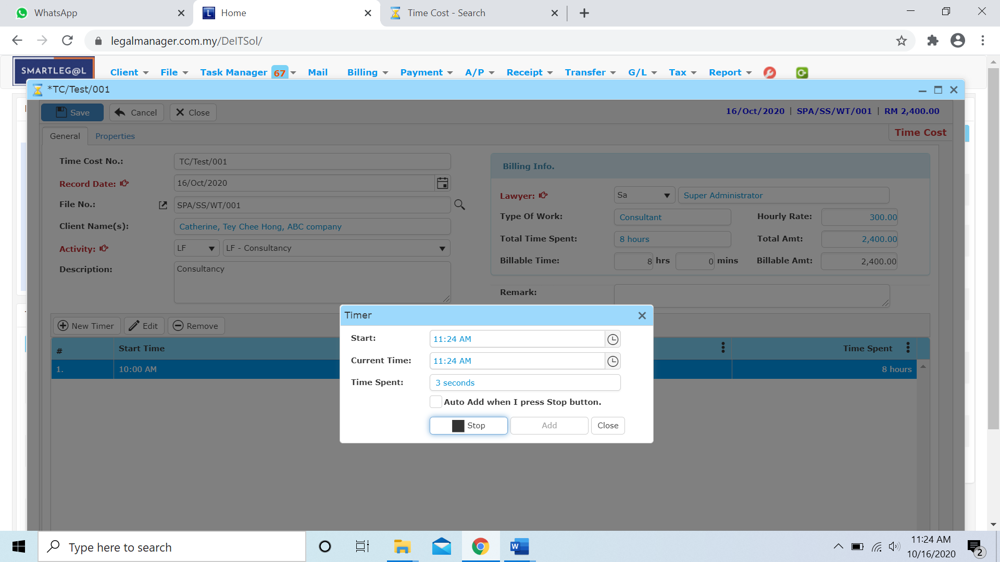 WhatsApp
Home
Time Cost - Search
legalmanager.com.my/DeITSol/
SMARTLEG@L
Client
File
Task Manager 67
Mail
Billing
Payment
A/P
Receipt
Transfer
G/L
Tax
Report
*TC/Test/001
Save
Cancel
Close
16/Oct/2020 | SPA/SS/WT/001 | RM 2,400.00
General
Properties
Time Cost
Time Cost No.: TC/Test/001
Record Date: 16/Oct/2020
File No.: SPA/SS/WT/001
Client Name(s): Catherine, Tey Chee Hong, ABC company
Activity: LF LF - Consultancy
Description: Consultancy
Billing Info.
Lawyer: Sa Super Administrator
Type Of Work: Consultant Hourly Rate: 300.00
Total Time Spent: 8 hours Total Amt: 2,400.00
Billable Time: 8 hrs 0 mins Billable Amt: 2,400.00
Remark:
New Timer
Edit
Remove
# Start Time Time Spent
1. 10:00 AM 8 hours
Timer
Start: 11:24 AM
Current Time: 11:24 AM
Time Spent: 3 seconds
Auto Add when I press Stop button.
Stop
Add
Close
Type here to search
11:24 AM
10/16/2020
2